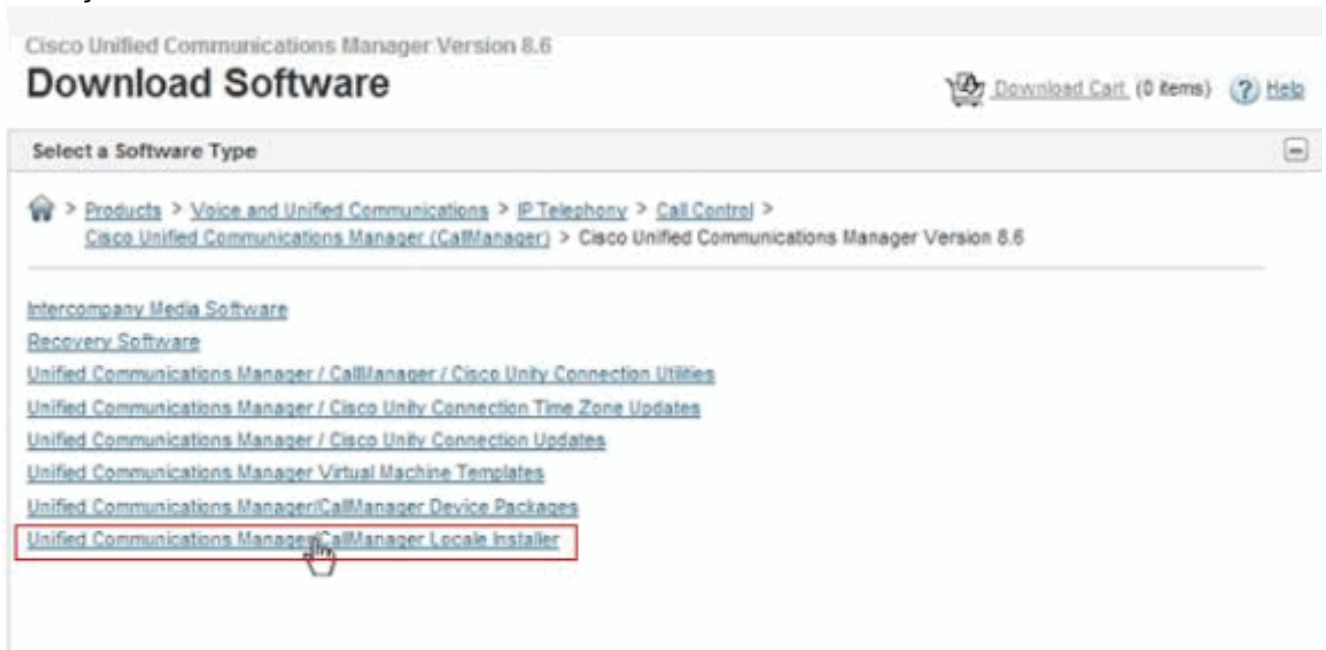 Cisco Unified Communications Manager Version 8.6
Download Software
Download Cart (0 items) ? Help
Select a Software Type
> Products > Voice and Unified Communications > IP Telephony > Call Control >
Cisco Unified Communications Manager (CallManager) > Cisco Unified Communications Manager Version 8.6
Intercompany Media Software
Recovery Software
Unified Communications Manager / CallManager / Cisco Unity Connection Utilities
Unified Communications Manager / Cisco Unity Connection Time Zone Updates
Unified Communications Manager / Cisco Unity Connection Updates
Unified Communications Manager Virtual Machine Templates
Unified Communications Manager/CallManager Device Packages
Unified Communications Manager/CallManager Locale Installer